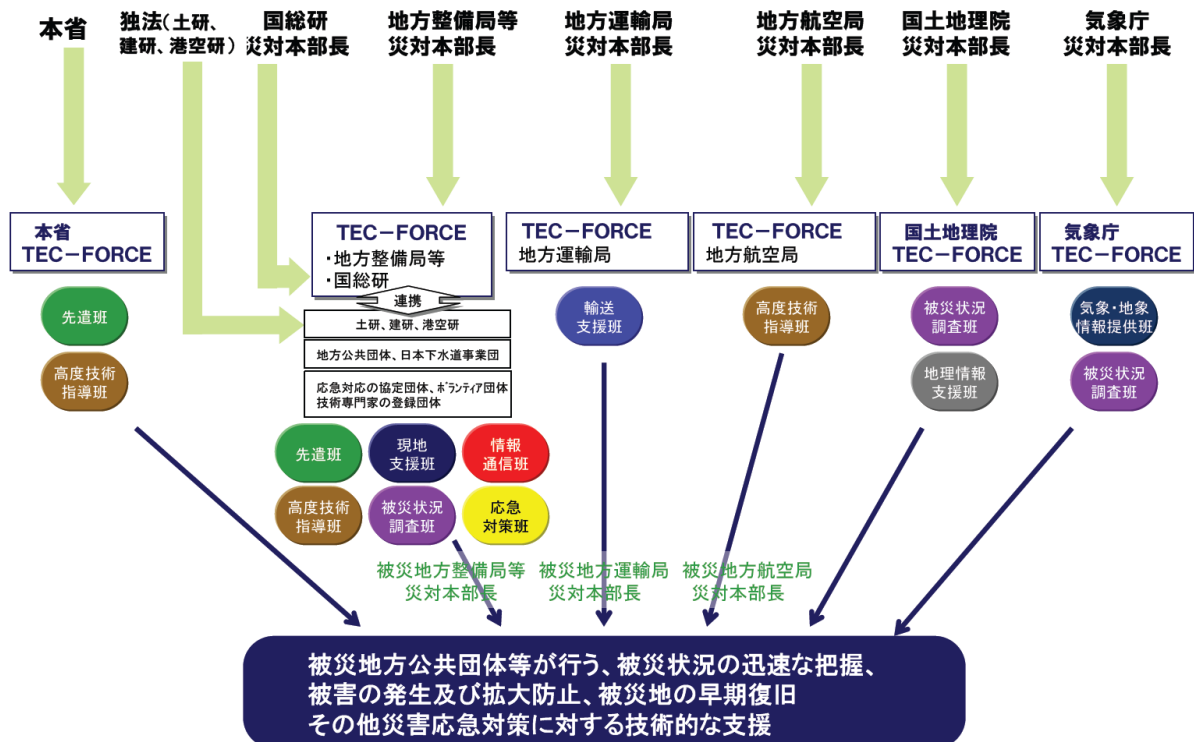 本省
独法(土研、
建研、港空研)
国総研
災対本部長
地方整備局等
災対本部長
地方運輸局
災対本部長
地方航空局
災対本部長
国土地理院
災対本部長
気象庁
災対本部長
本省
TEC−FORCE
TEC−FORCE
・地方整備局等
・国総研
TEC−FORCE
地方運輸局
TEC−FORCE
地方航空局
国土地理院
TEC−FORCE
気象庁
TEC−FORCE
連携
土研、建研、港空研
地方公共団体、日本下水道事業団
応急対応の協定団体、ボランティア団体
技術専門家の登録団体
先遣班
高度技術
指導班
輸送
支援班
高度技術
指導班
被災状況
調査班
地理情報
支援班
気象・地象
情報提供班
被災状況
調査班
先遣班
現地
支援班
情報
通信班
高度技術
指導班
被災状況
調査班
応急
対策班
被災地方整備局等
災対本部長
被災地方運輸局
災対本部長
被災地方航空局
災対本部長
被災地方公共団体等が行う、被災状況の迅速な把握、
被害の発生及び拡大防止、被災地の早期復旧
その他災害応急対策に対する技術的な支援